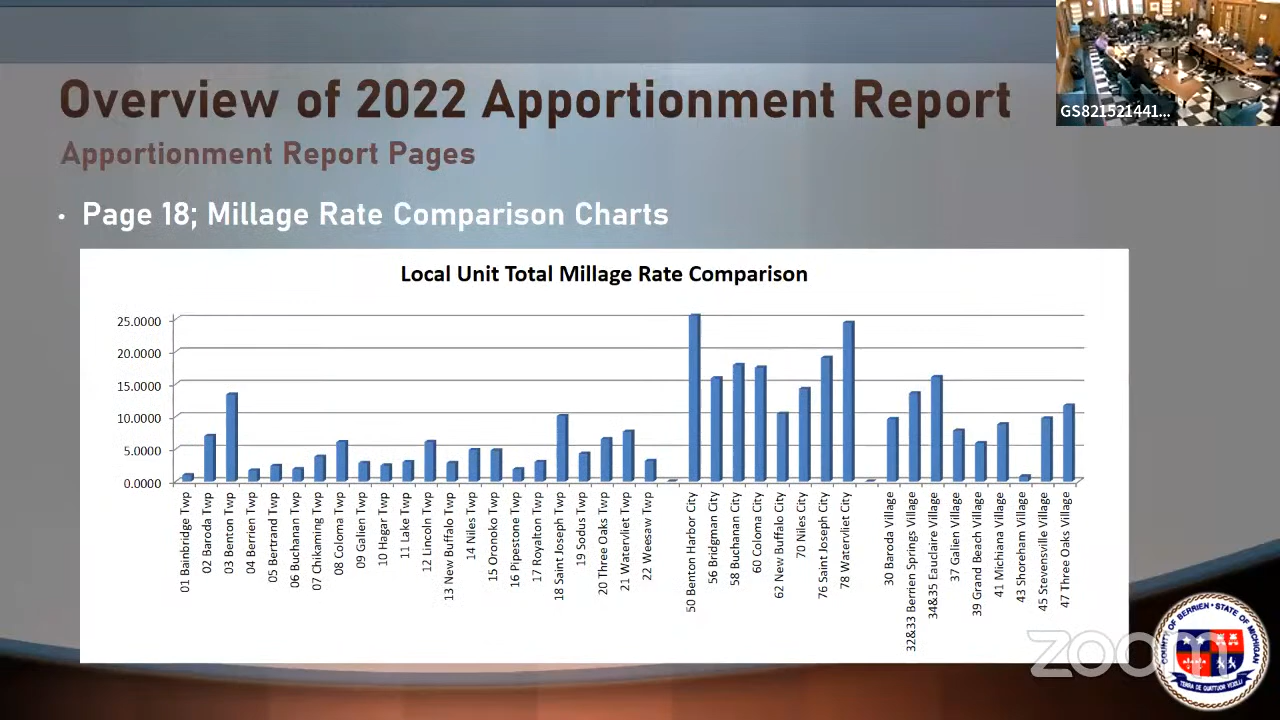 Overview of 2022 Apportionment Report
GS821521441...
Apportionment Report Pages
• Page 18; Millage Rate Comparison Charts
Local Unit Total Millage Rate Comparison
25.0000
20.0000
15.0000
10.0000
5.0000
0.0000
01 Bainbridge Twp
02 Baroda Twp
03 Benton Twp
04 Berrien Twp
05 Bertrand Twp
06 Buchanan Twp
07 Chikaming Twp
08 Coloma Twp
09 Galien Twp
10 Hagar Twp
11 Lake Twp
12 Lincoln Twp
13 New Buffalo Twp
14 Niles Twp
15 Oronoko Twp
16 Pipestone Twp
17 Royalton Twp
18 Saint Joseph Twp
19 Sodus Twp
20 Three Oaks Twp
21 Watervliet Twp
22 Weesaw Twp
50 Benton Harbor City
56 Bridgman City
58 Buchanan City
60 Coloma City
62 New Buffalo City
70 Niles City
76 Saint Joseph City
78 Watervliet City
30 Baroda Village
32&33 Berrien Springs Village
34&35 Eauclaire Village
37 Galien Village
39 Grand Beach Village
41 Michiana Village
43 Shoreham Village
45 Stevensville Village
47 Three Oaks Village
zoom
COUNTY OF BERRIEN • STATE OF MICHIGAN
TERRA DE QUATTUOR VEXILLI